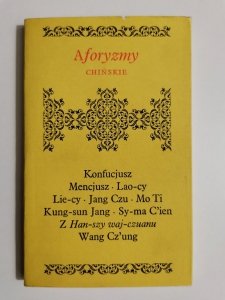 Aforyzmy
CHIŃSKIE
Konfucjusz
Mencjusz · Lao-cy
Lie-cy · Jang Czu · Mo Ti
Kung-sun Jang · Sy-ma C'ien
Z Han-szy waj-czuanu
Wang Cz'ung